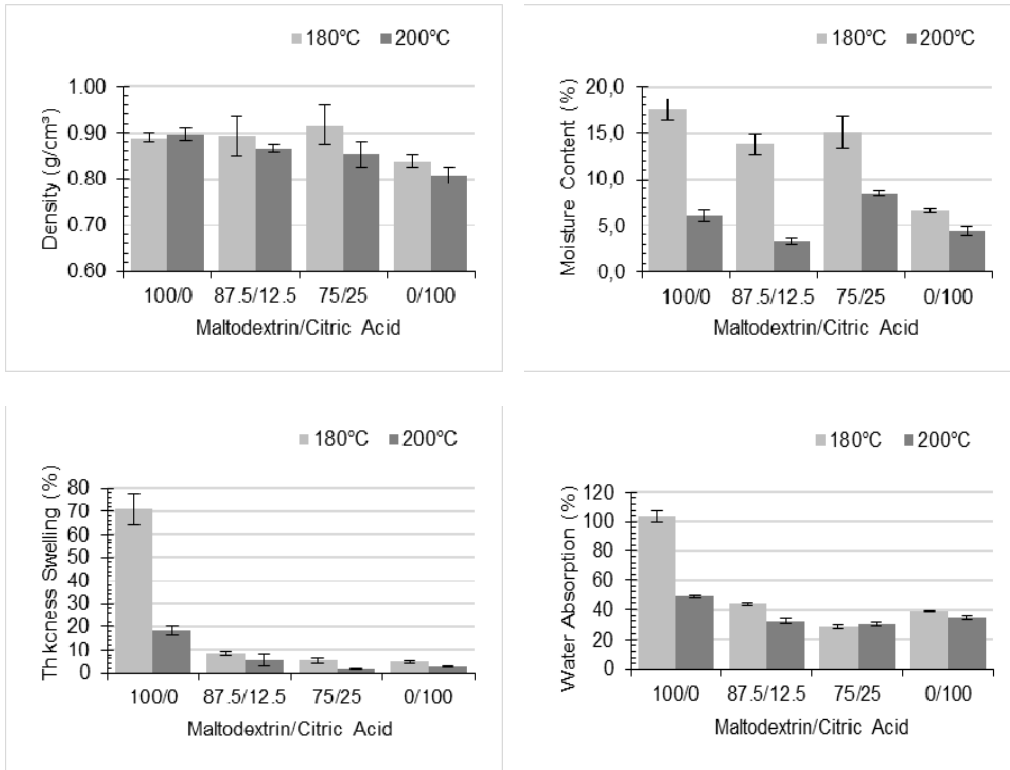 180°C 200°C
Density (g/cm³)
1.00
0.90
0.80
0.70
0.60
100/0 87.5/12.5 75/25 0/100
Maltodextrin/Citric Acid
180°C 200°C
Moisture Content (%)
20,0
15,0
10,0
5,0
0,0
100/0 87.5/12.5 75/25 0/100
Maltodextrin/Citric Acid
180°C 200°C
Thikcness Swelling (%)
80
70
60
50
40
30
20
10
0
100/0 87.5/12.5 75/25 0/100
Maltodextrin/Citric Acid
180°C 200°C
Water Absorption (%)
120
100
80
60
40
20
0
100/0 87.5/12.5 75/25 0/100
Maltodextrin/Citric Acid